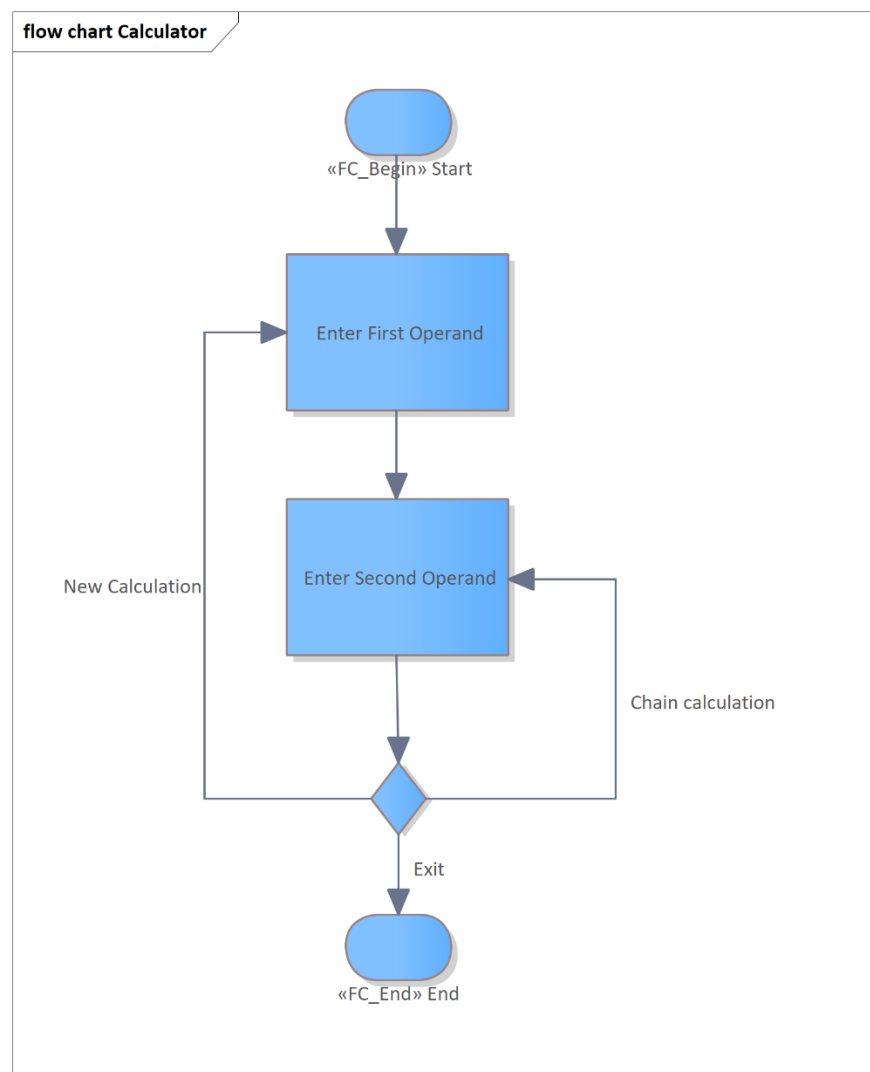 flow chart Calculator
«FC_Begin» Start
Enter First Operand
Enter Second Operand
New Calculation
Chain calculation
Exit
«FC_End» End